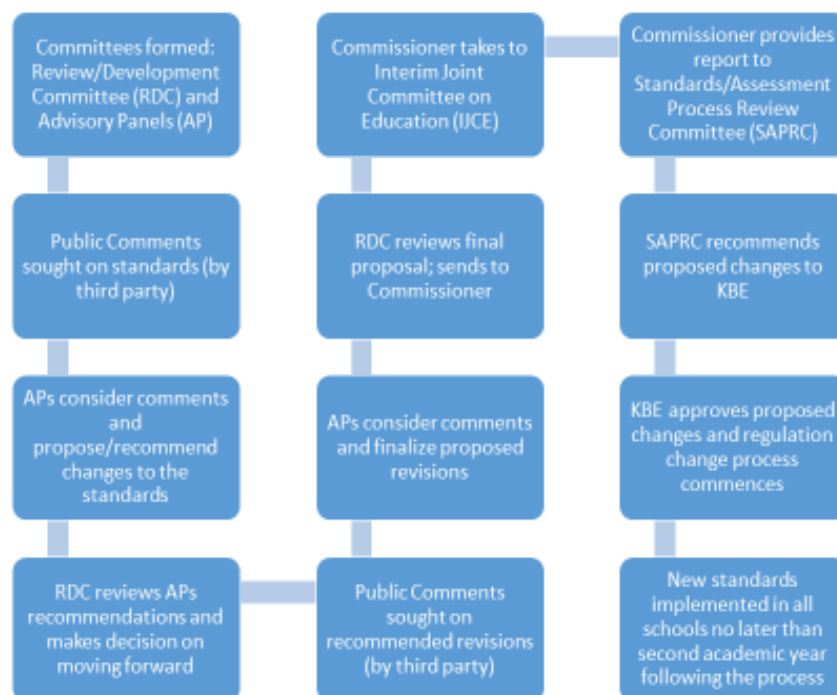 Committees formed:
Review/Development
Committee (RDC) and
Advisory Panels (AP)
Public Comments
sought on standards (by
third party)
APs consider comments
and
propose/recommend
changes to the
standards
RDC reviews APs
recommendations and
makes decision on
moving forward
Public Comments
sought on
recommended revisions
(by third party)
APs consider comments
and finalize proposed
revisions
RDC reviews final
proposal; sends to
Commissioner
Commissioner takes to
Interim Joint
Committee on
Education (IJCE)
Commissioner provides
report to
Standards/Assessment
Process Review
Committee (SAPRC)
SAPRC recommends
proposed changes to
KBE
KBE approves proposed
changes and regulation
change process
commences
New standards
implemented in all
schools no later than
second academic year
following the process